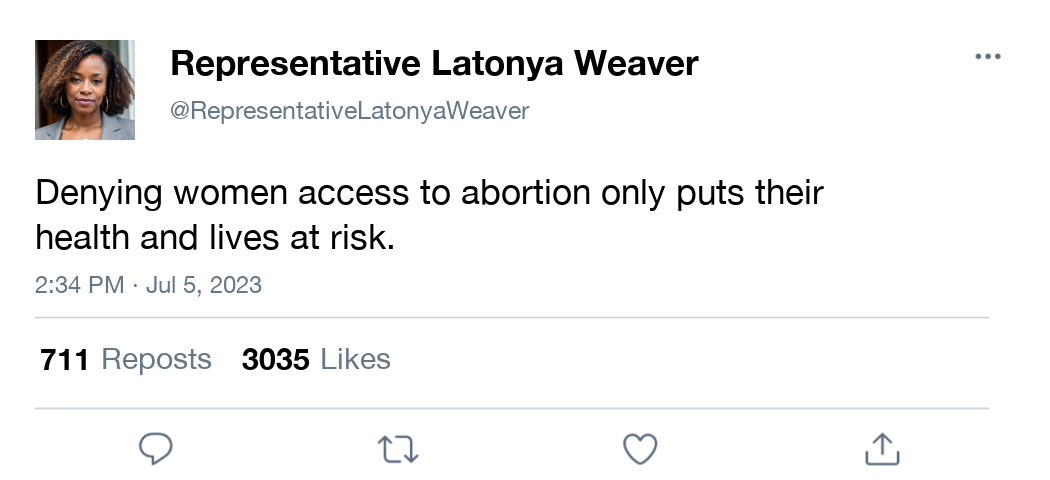 Representative Latonya Weaver
@RepresentativeLatonyaWeaver
Denying women access to abortion only puts their
health and lives at risk.
2:34 PM · Jul 5, 2023
711 Reposts 3035 Likes